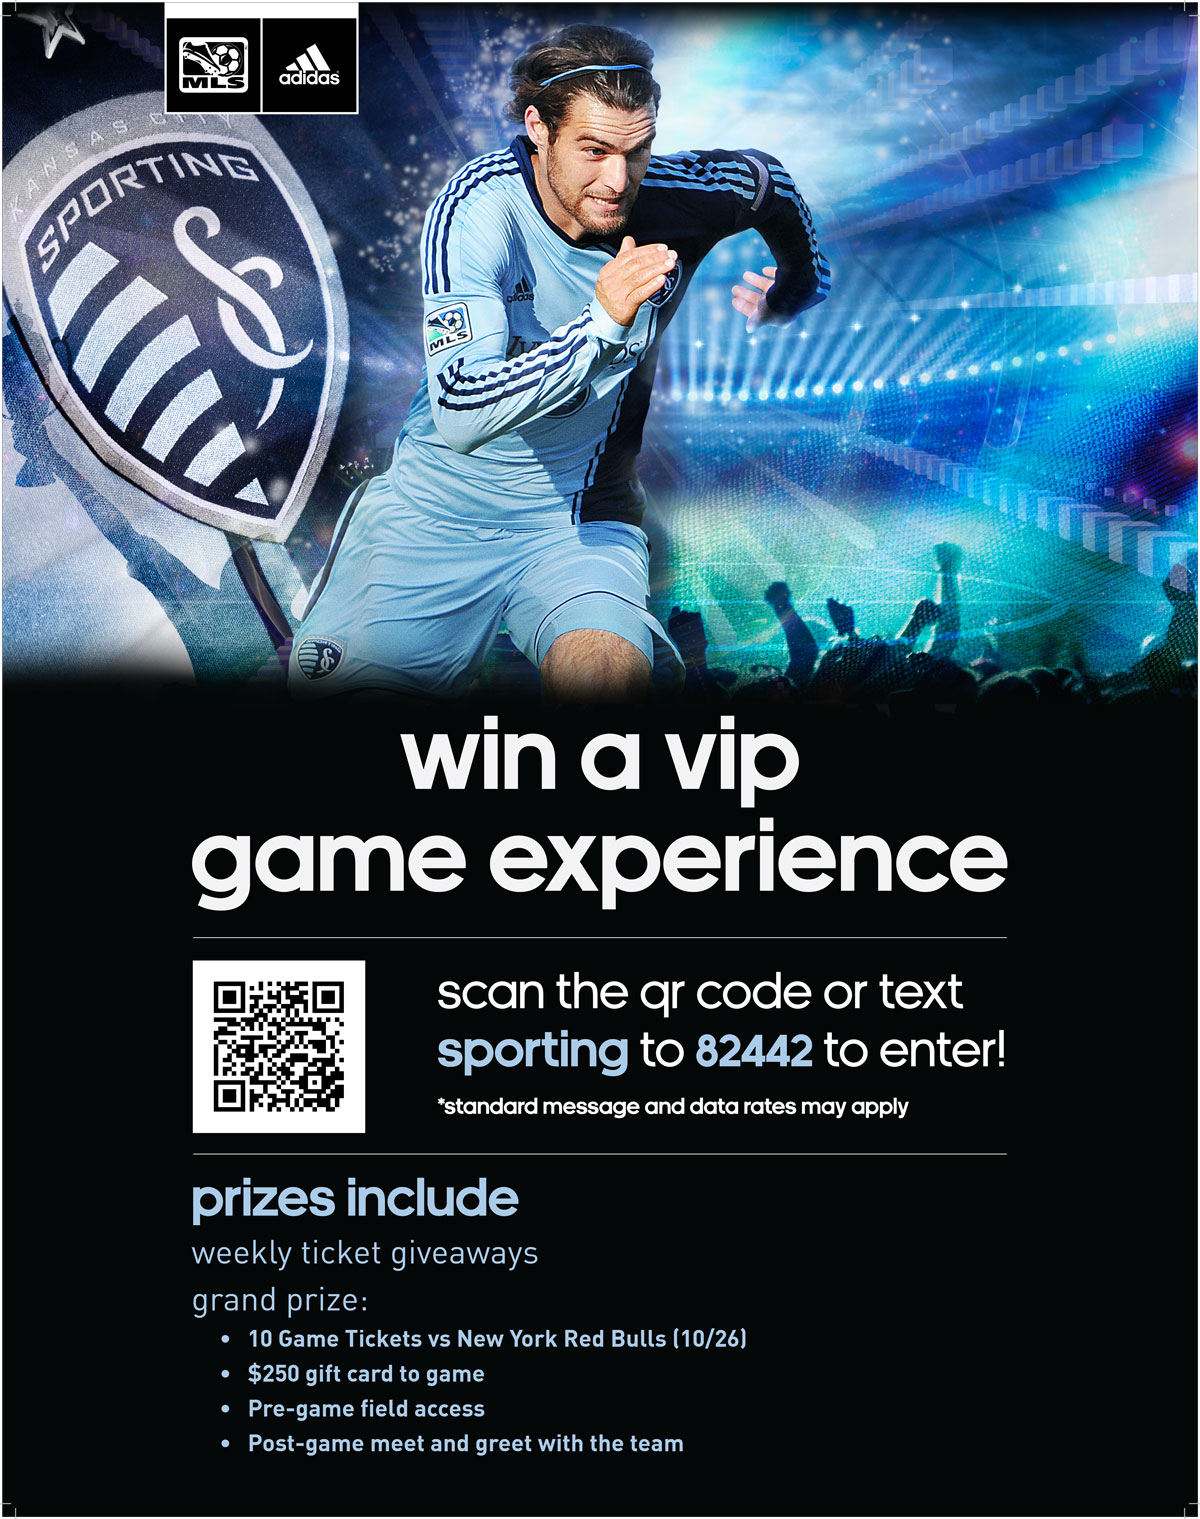 MLS
adidas
KANSAS CITY
SPORTING
adidas
MLS
win a vip
game experience
scan the qr code or text
sporting to 82442 to enter!
*standard message and data rates may apply
prizes include
weekly ticket giveaways
grand prize:
• 10 Game Tickets vs New York Red Bulls (10/26)
• $250 gift card to game
• Pre-game field access
• Post-game meet and greet with the team